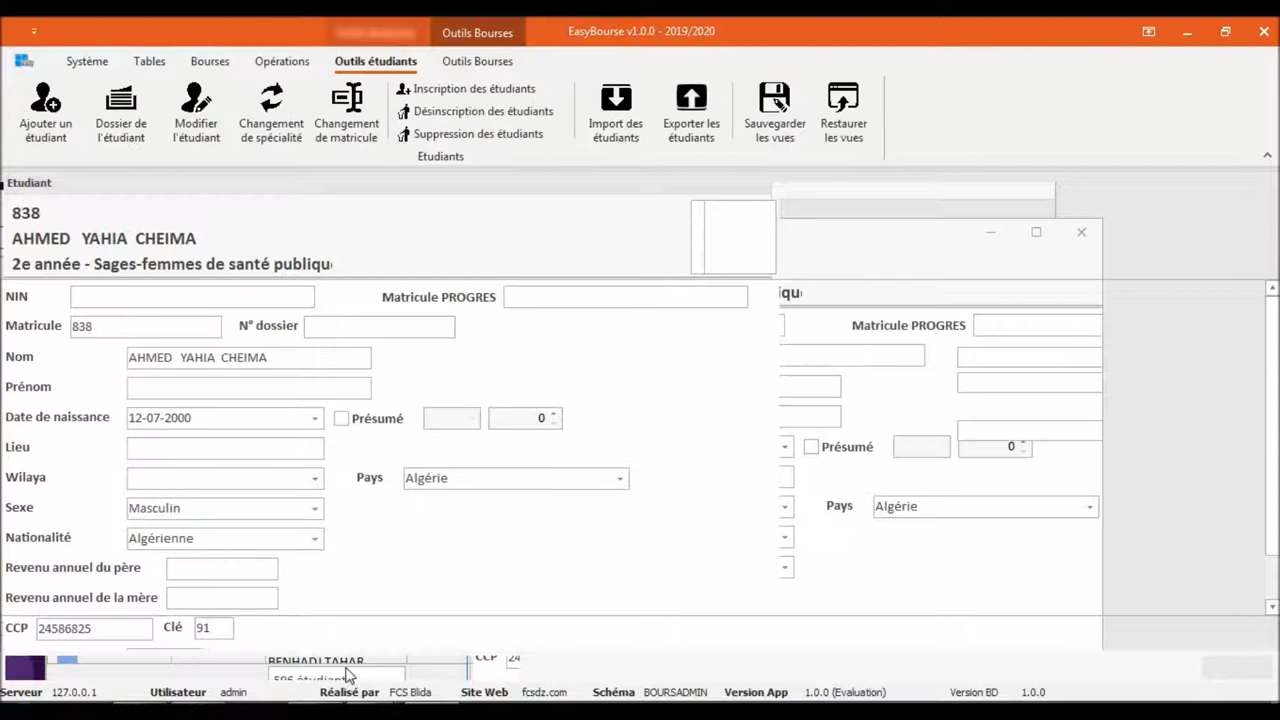 Outils Bourses
EasyBourse v1.0.0 - 2019/2020
Système Tables Bourses Opérations Outils étudiants Outils Bourses
Ajouter un étudiant
Dossier de l'étudiant
Modifier l'étudiant
Changement de spécialité
Changement de matricule
Inscription des étudiants
Désinscription des étudiants
Suppression des étudiants
Import des étudiants
Exporter les étudiants
Sauvegarder les vues
Restaurer les vues
Etudiants
Etudiant
838
AHMED YAHIA CHEIMA
2e année - Sages-femmes de santé publiqu
iqu
NIN Matricule PROGRES
Matricule PROGRES
Matricule 838 N° dossier
Nom AHMED YAHIA CHEIMA
Prénom
Date de naissance 12-07-2000 Présumé 0
Présumé 0
Lieu
Wilaya Pays Algérie
Pays Algérie
Sexe Masculin
Nationalité Algérienne
Revenu annuel du père
Revenu annuel de la mère
CCP 24586825 Clé 91
BENHADJ TAHAR
CCP 24
596 étudiant
Serveur 127.0.0.1 Utilisateur admin Réalisé par FCS Blida Site Web fcsdz.com Schéma BOURSADMIN Version App 1.0.0 (Evaluation) Version BD 1.0.0